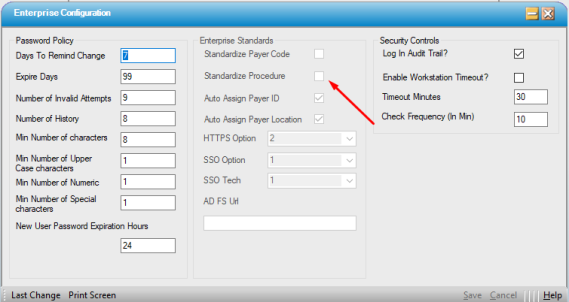 Enterprise Configuration
Password Policy
Days To Remind Change 7
Expire Days 99
Number of Invalid Attempts 9
Number of History 8
Min Number of characters 8
Min Number of Upper
Case characters 1
Min Number of Numeric 1
Min Number of Special
characters 1
New User Password Expiration Hours
24
Enterprise Standards
Standardize Payer Code
Standardize Procedure
Auto Assign Payer ID
Auto Assign Payer Location
HTTPS Option 2
SSO Option 1
SSO Tech 1
AD FS Url
Security Controls
Log In Audit Trail?
Enable Workstation Timeout?
Timeout Minutes 30
Check Frequency (In Min) 10
Last Change Print Screen Save Cancel Help